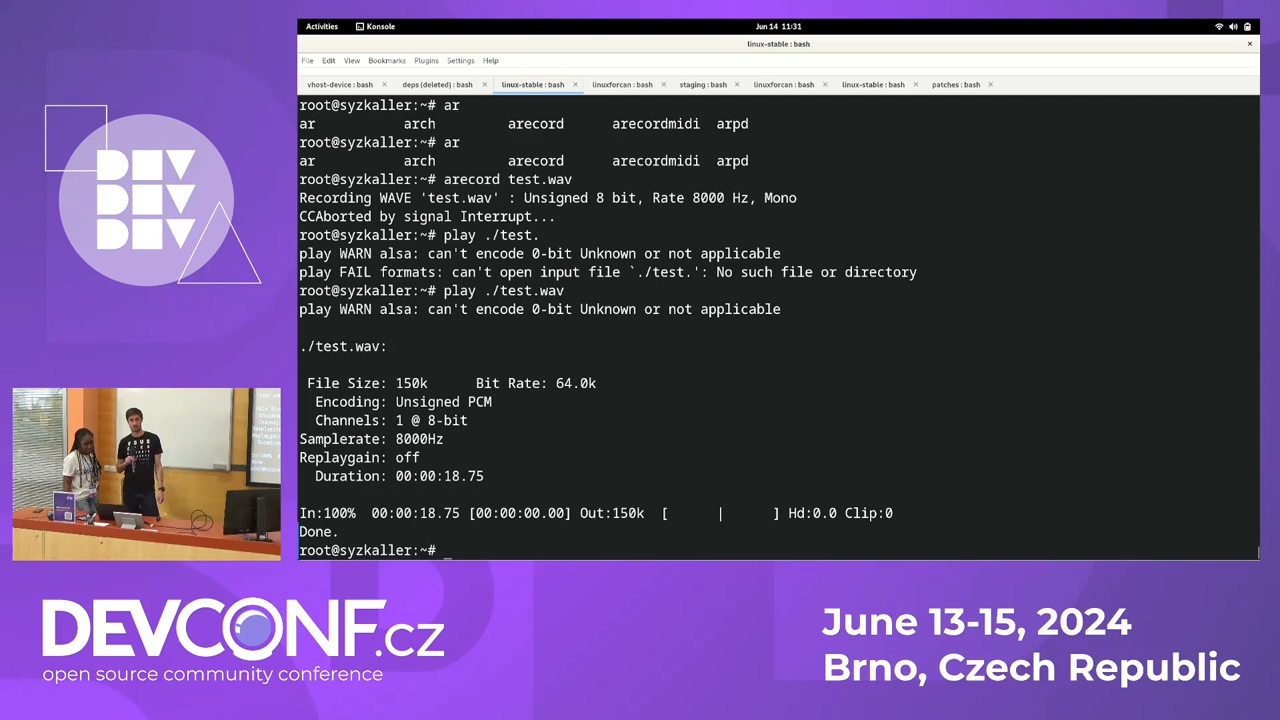 Activities Konsole Jun 14 11:31
linux-stable : bash
File Edit View Bookmarks Plugins Settings Help
vhost-device : bash deps (deleted) : bash linux-stable : bash linuxforcan : bash staging : bash linuxforcan : bash linux-stable : bash patches : bash
root@syzkaller:~# ar
ar arch arecord arecordmidi arpd
root@syzkaller:~# ar
ar arch arecord arecordmidi arpd
root@syzkaller:~# arecord test.wav
Recording WAVE 'test.wav' : Unsigned 8 bit, Rate 8000 Hz, Mono
CCAborted by signal Interrupt...
root@syzkaller:~# play ./test.
play WARN alsa: can't encode 0-bit Unknown or not applicable
play FAIL formats: can't open input file `./test.': No such file or directory
root@syzkaller:~# play ./test.wav
play WARN alsa: can't encode 0-bit Unknown or not applicable
./test.wav:
File Size: 150k Bit Rate: 64.0k
Encoding: Unsigned PCM
Channels: 1 @ 8-bit
Samplerate: 8000Hz
Replaygain: off
Duration: 00:00:18.75
In:100% 00:00:18.75 [00:00:00.00] Out:150k [ | ] Hd:0.0 Clip:0
Done.
root@syzkaller:~# _
DEV
DEV
DEV
DEVCONF.cz
open source community conference
June 13-15, 2024
Brno, Czech Republic